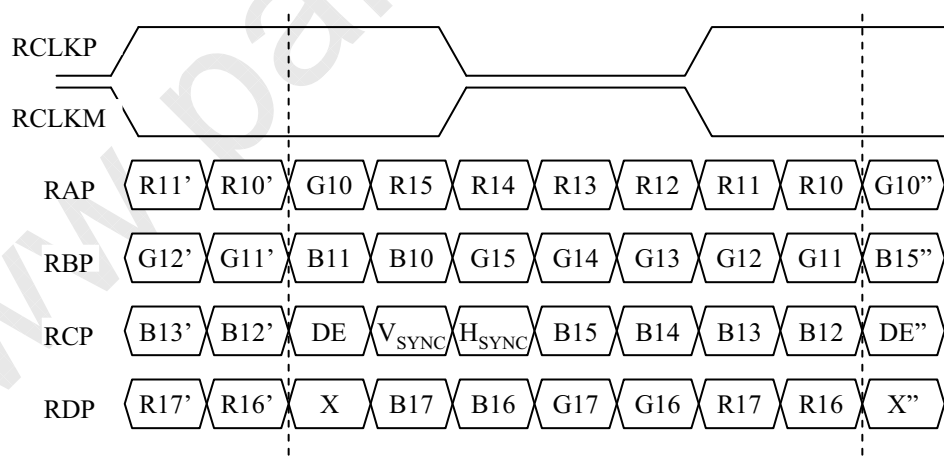 RCLKP
RCLKM
RAP R11’ R10’ G10 R15 R14 R13 R12 R11 R10 G10”
RBP G12’ G11’ B11 B10 G15 G14 G13 G12 G11 B15”
RCP B13’ B12’ DE VSYNC HSYNC B15 B14 B13 B12 DE”
RDP R17’ R16’ X B17 B16 G17 G16 R17 R16 X”